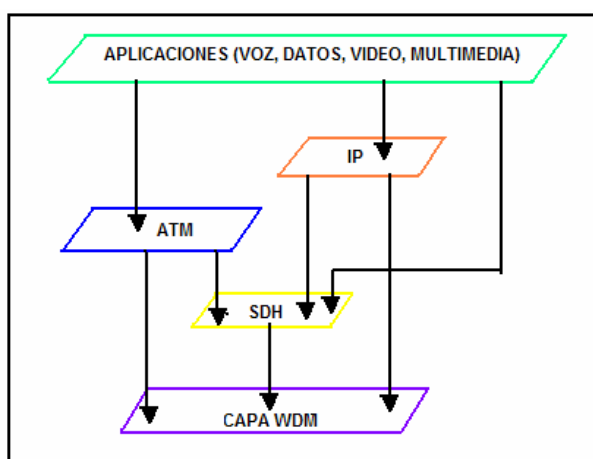 APLICACIONES (VOZ, DATOS, VIDEO, MULTIMEDIA)
IP
ATM
SDH
CAPA WDM